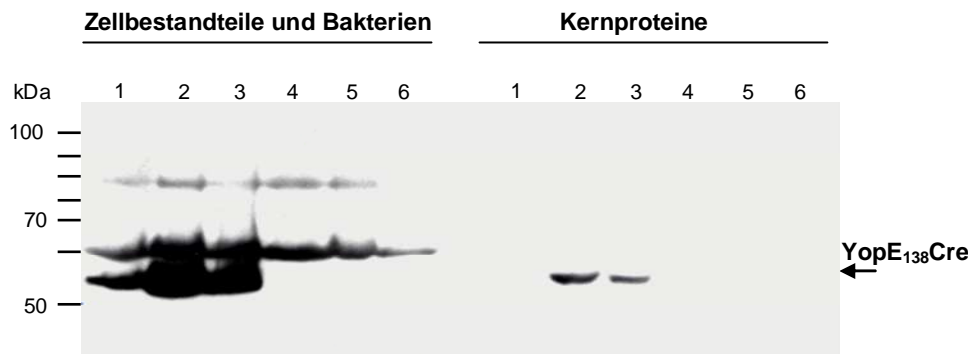 Zellbestandteile und Bakterien Kernproteine
kDa 1 2 3 4 5 6 1 2 3 4 5 6
100
70
YopE138Cre
50